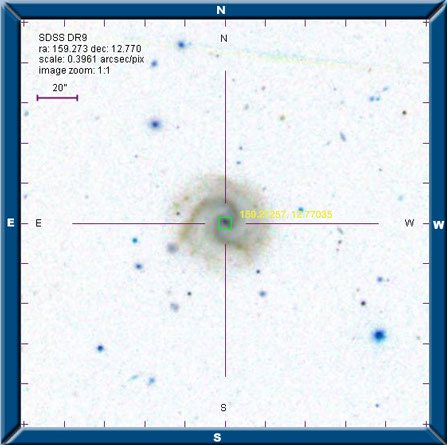 N
SDSS DR9
ra: 159.273 dec: 12.770
scale: 0.3961 arcsec/pix
image zoom: 1:1
20"
N
159.27257, 12.77035
E
E
W
W
S
S